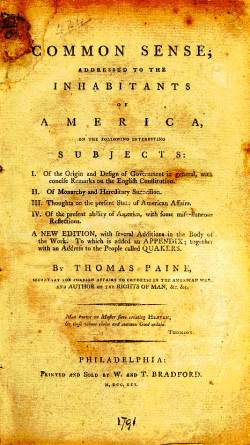 COMMON SENSE;
ADDRESSED TO THE
INHABITANTS
OF
AMERICA,
ON THE FOLLOWING INTERESTING
SUBJECTS:
I. Of the Origin and Design of Government in general, with
concise Remarks on the English Constitution.
II. Of Monarchy and Hereditary Succession.
III. Thoughts on the present State of American Affairs.
IV. Of the present ability of America, with some miscellaneous
Reflections.
A NEW EDITION, with several Additions in the Body of
the Work. To which is added an APPENDIX; together
with an Address to the People called QUAKERS.
BY THOMAS PAINE,
SECRETARY FOR FOREIGN AFFAIRS TO CONGRESS IN THE AMERICAN WAR,
AND AUTHOR OF THE RIGHTS OF MAN, &c. &c.
Man knows no Master save creating HEAVEN,
Or those whom choice and common Good ordain.
THOMSON.
PHILADELPHIA:
PRINTED AND SOLD BY W. AND T. BRADFORD.
M,DCC,XCI.
1791